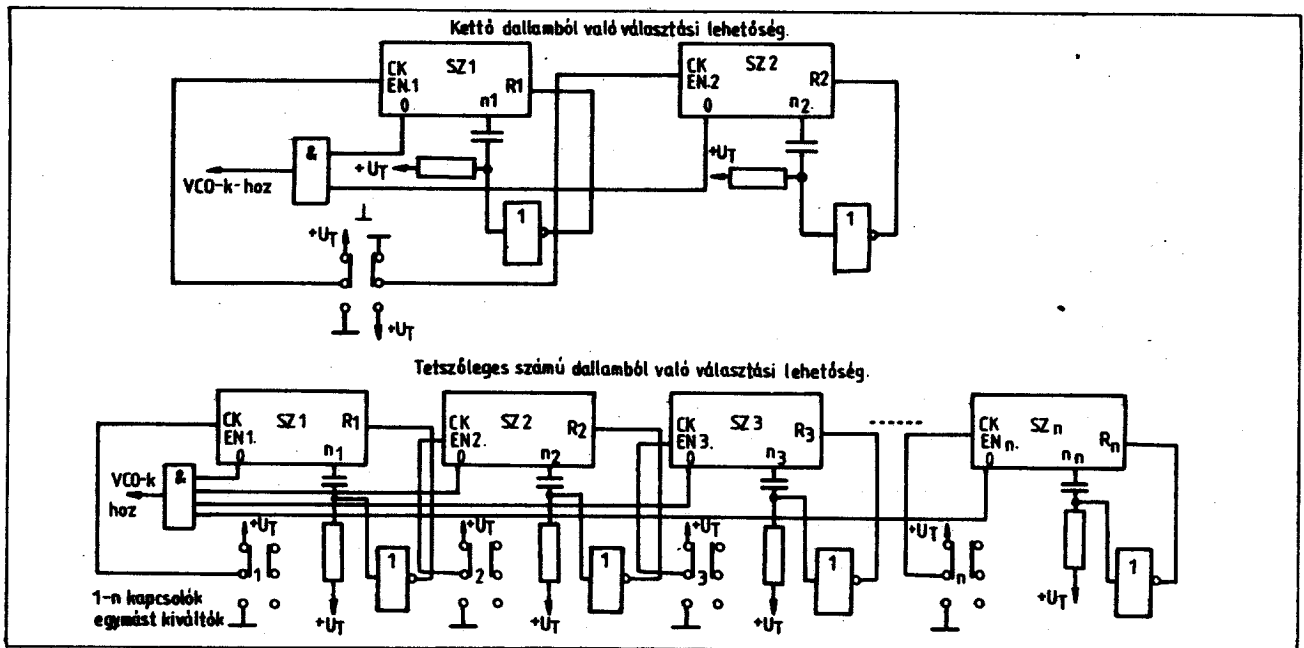 Kettő dallamból való választási lehetőség.
CK SZ1
EN.1 R1
0 n1
CK SZ2
EN.2 R2
0 n2.
&
+UT
+UT
VCO-k-hoz
1
1
+UT
+UT
Tetszőleges számú dallamból való választási lehetőség.
CK SZ1 R1
EN1.
0 n1
CK SZ2 R2
EN2.
0 n2
CK SZ3 R3
EN3.
0 n3
CK SZn Rn
ENn.
0 nn
VCO-k
hoz
&
+UT
+UT
+UT
+UT
1
1
2
1
3
1
n
1
+UT
+UT
+UT
+UT
1-n kapcsolók
egymást kiváltók